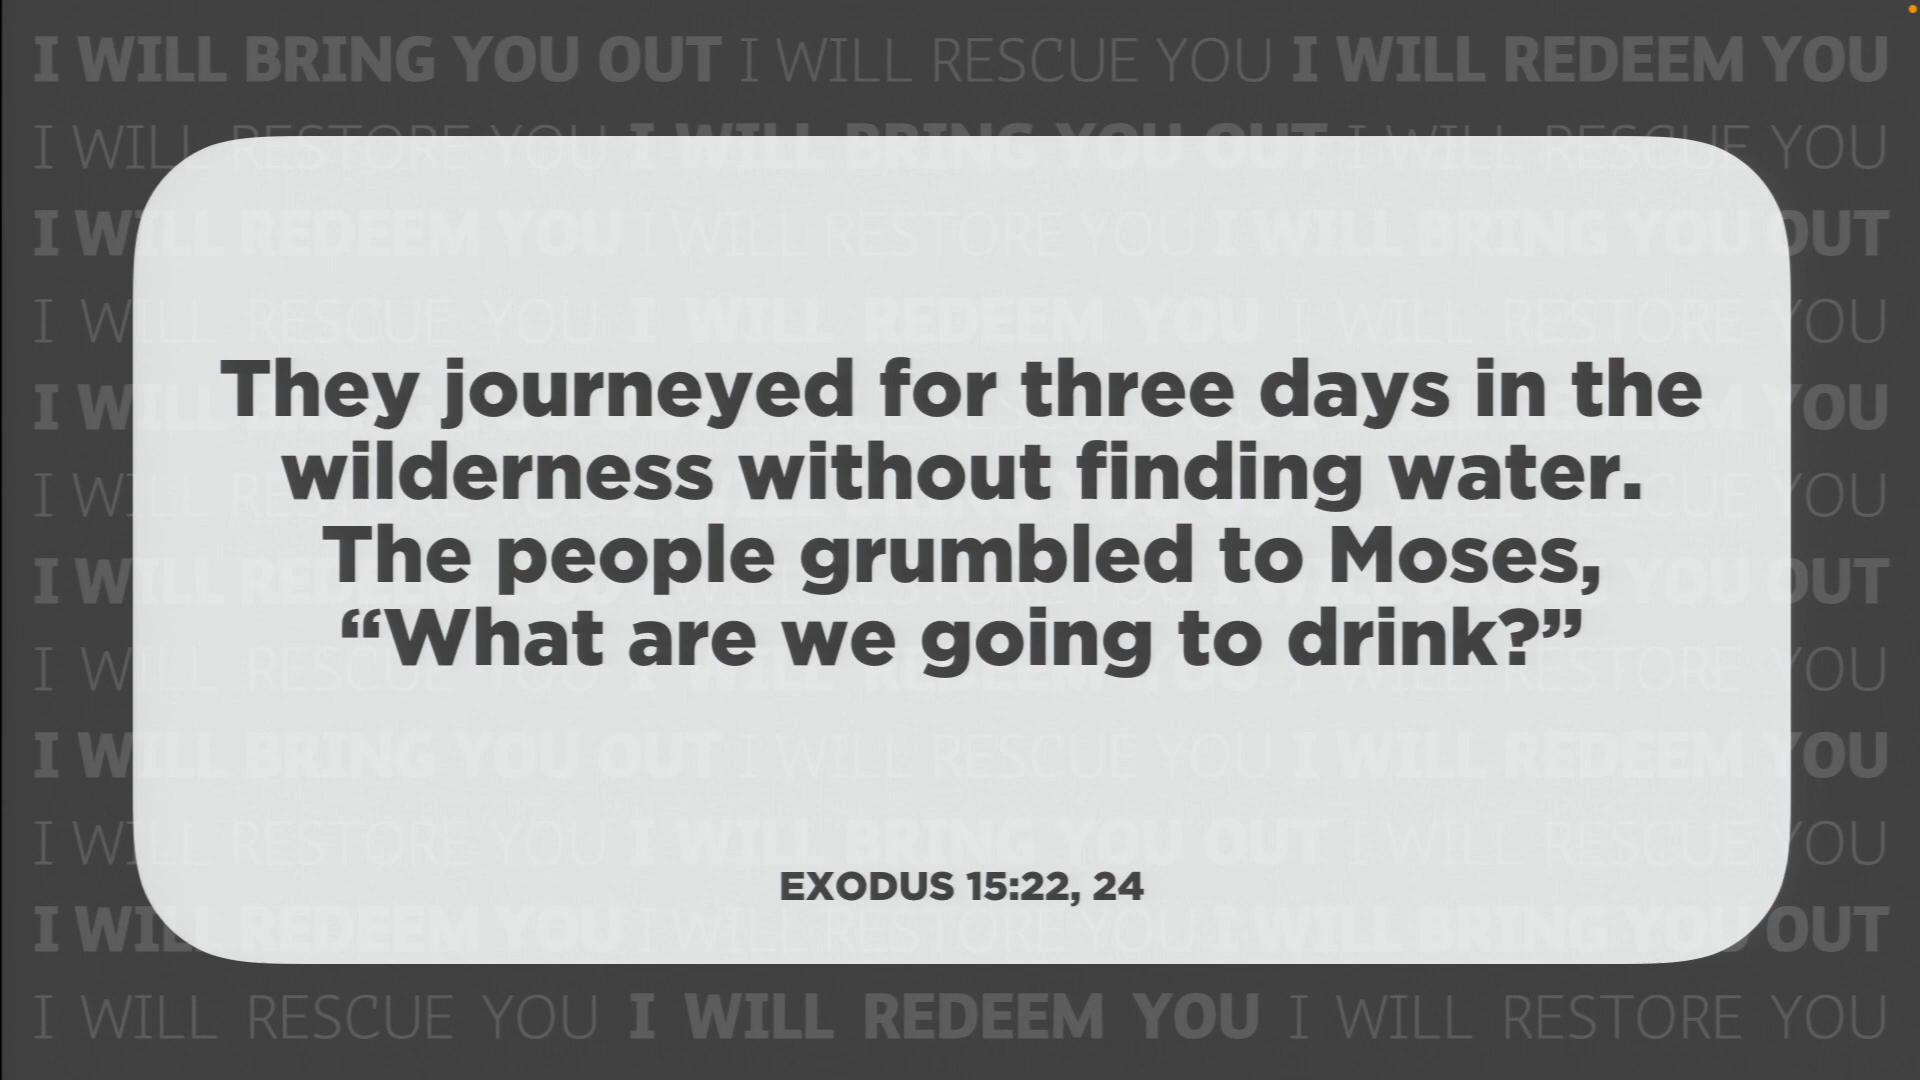 I WILL BRING YOU OUT I WILL RESCUE YOU I WILL REDEEM YOU
I WILL RESTORE YOU I WILL BRING YOU OUT I WILL RESCUE YOU
I WILL REDEEM YOU I WILL RESTORE YOU I WILL BRING YOU OUT
I WILL RESCUE YOU I WILL REDEEM YOU I WILL RESTORE YOU
They journeyed for three days in the
wilderness without finding water.
The people grumbled to Moses,
“What are we going to drink?”
I WILL BRING YOU OUT I WILL RESCUE YOU I WILL REDEEM YOU
I WILL RESTORE YOU I WILL BRING YOU OUT I WILL RESCUE YOU
EXODUS 15:22, 24
I WILL REDEEM YOU I WILL RESTORE YOU I WILL BRING YOU OUT
I WILL RESCUE YOU I WILL REDEEM YOU I WILL RESTORE YOU